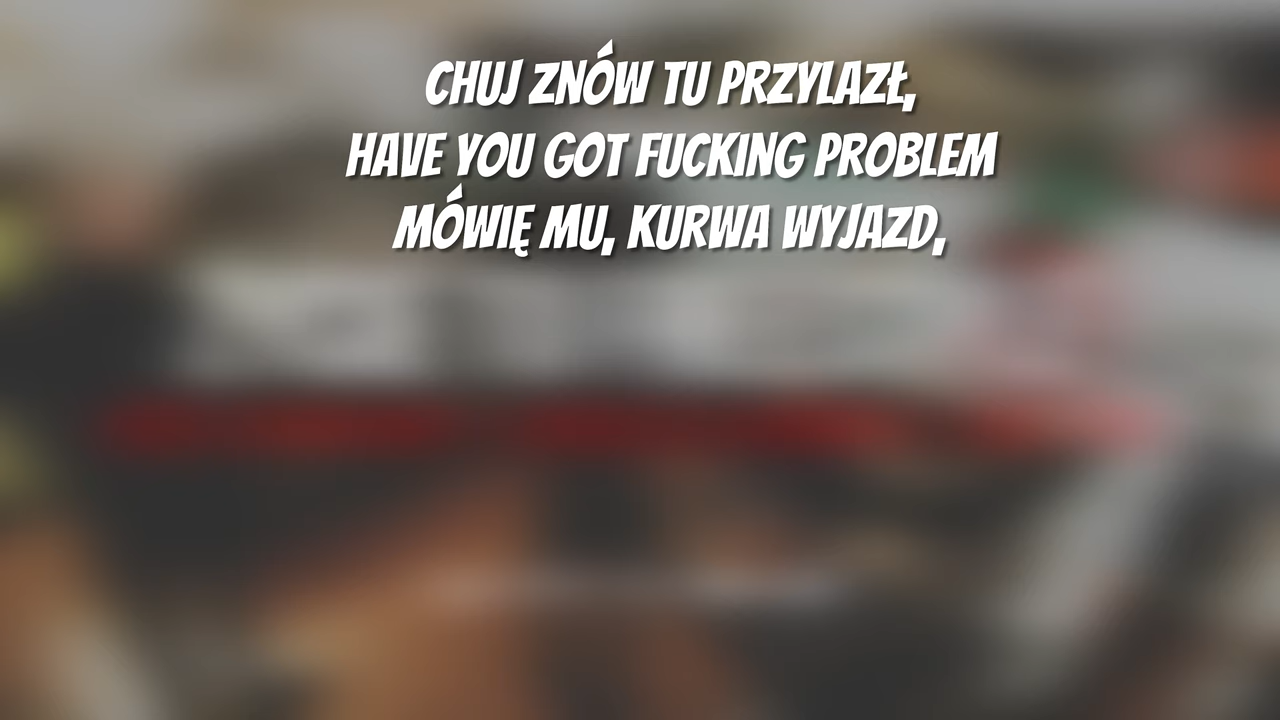 CHUJ ZNÓW TU PRZYLAZŁ,
HAVE YOU GOT FUCKING PROBLEM
MÓWIĘ MU, KURWA WYJAZD,